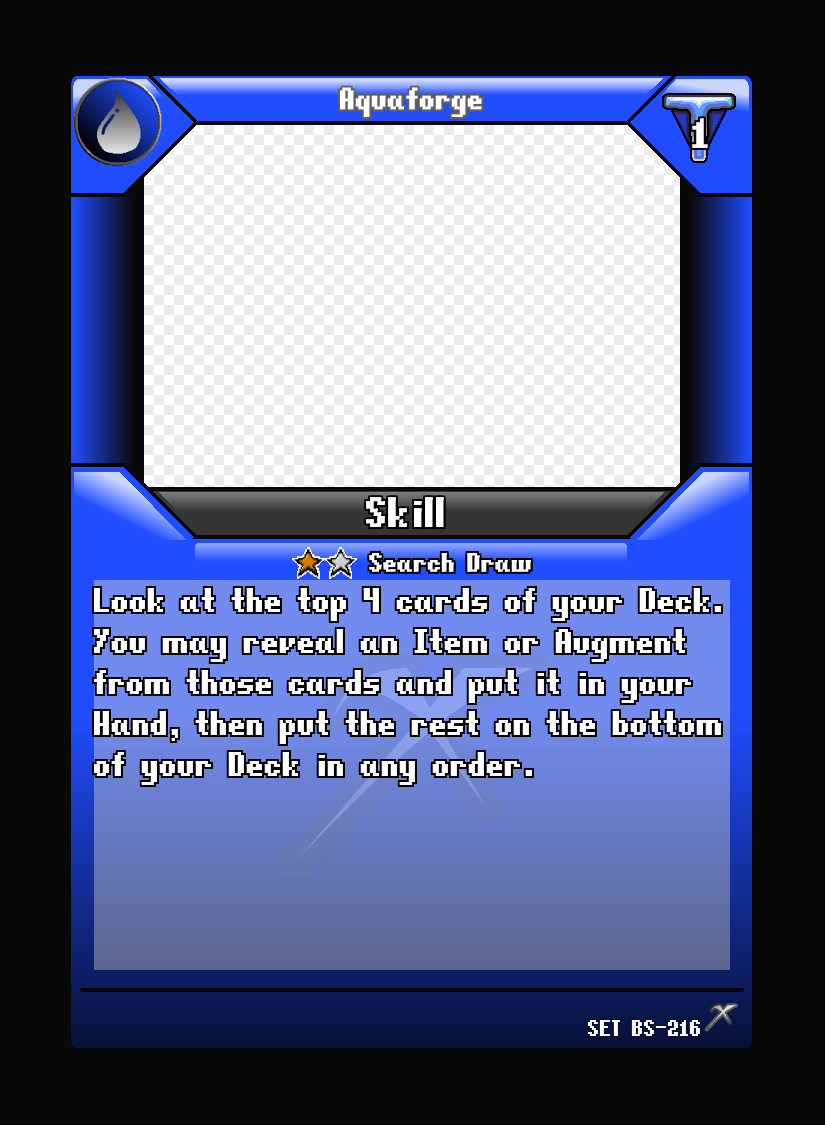 Aquaforge
1
Skill
Search Draw
Look at the top 4 cards of your Deck.
You may reveal an Item or Augment
from those cards and put it in your
Hand, then put the rest on the bottom
of your Deck in any order.
SET BS-216